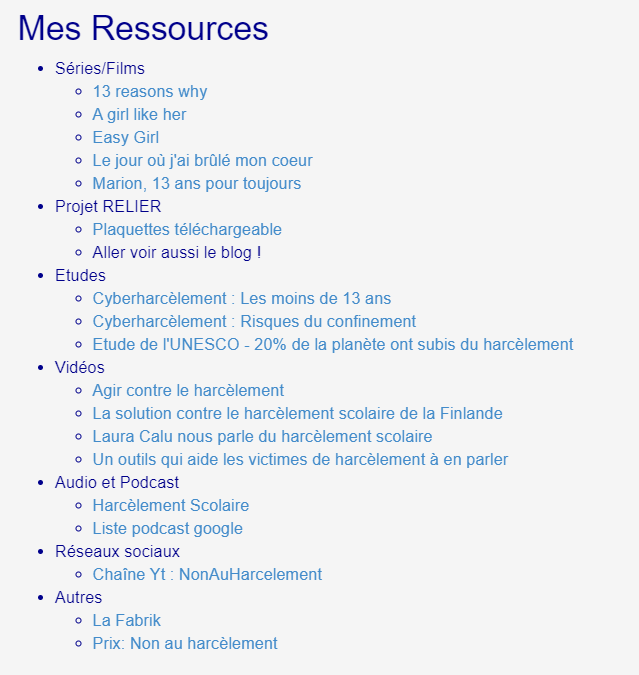 Mes Ressources
Séries/Films
13 reasons why
A girl like her
Easy Girl
Le jour où j'ai brûlé mon coeur
Marion, 13 ans pour toujours
Projet RELIER
Plaquettes téléchargeable
Aller voir aussi le blog !
Etudes
Cyberharcèlement : Les moins de 13 ans
Cyberharcèlement : Risques du confinement
Etude de l'UNESCO - 20% de la planète ont subis du harcèlement
Vidéos
Agir contre le harcèlement
La solution contre le harcèlement scolaire de la Finlande
Laura Calu nous parle du harcèlement scolaire
Un outils qui aide les victimes de harcèlement à en parler
Audio et Podcast
Harcèlement Scolaire
Liste podcast google
Réseaux sociaux
Chaîne Yt : NonAuHarcelement
Autres
La Fabrik
Prix: Non au harcèlement